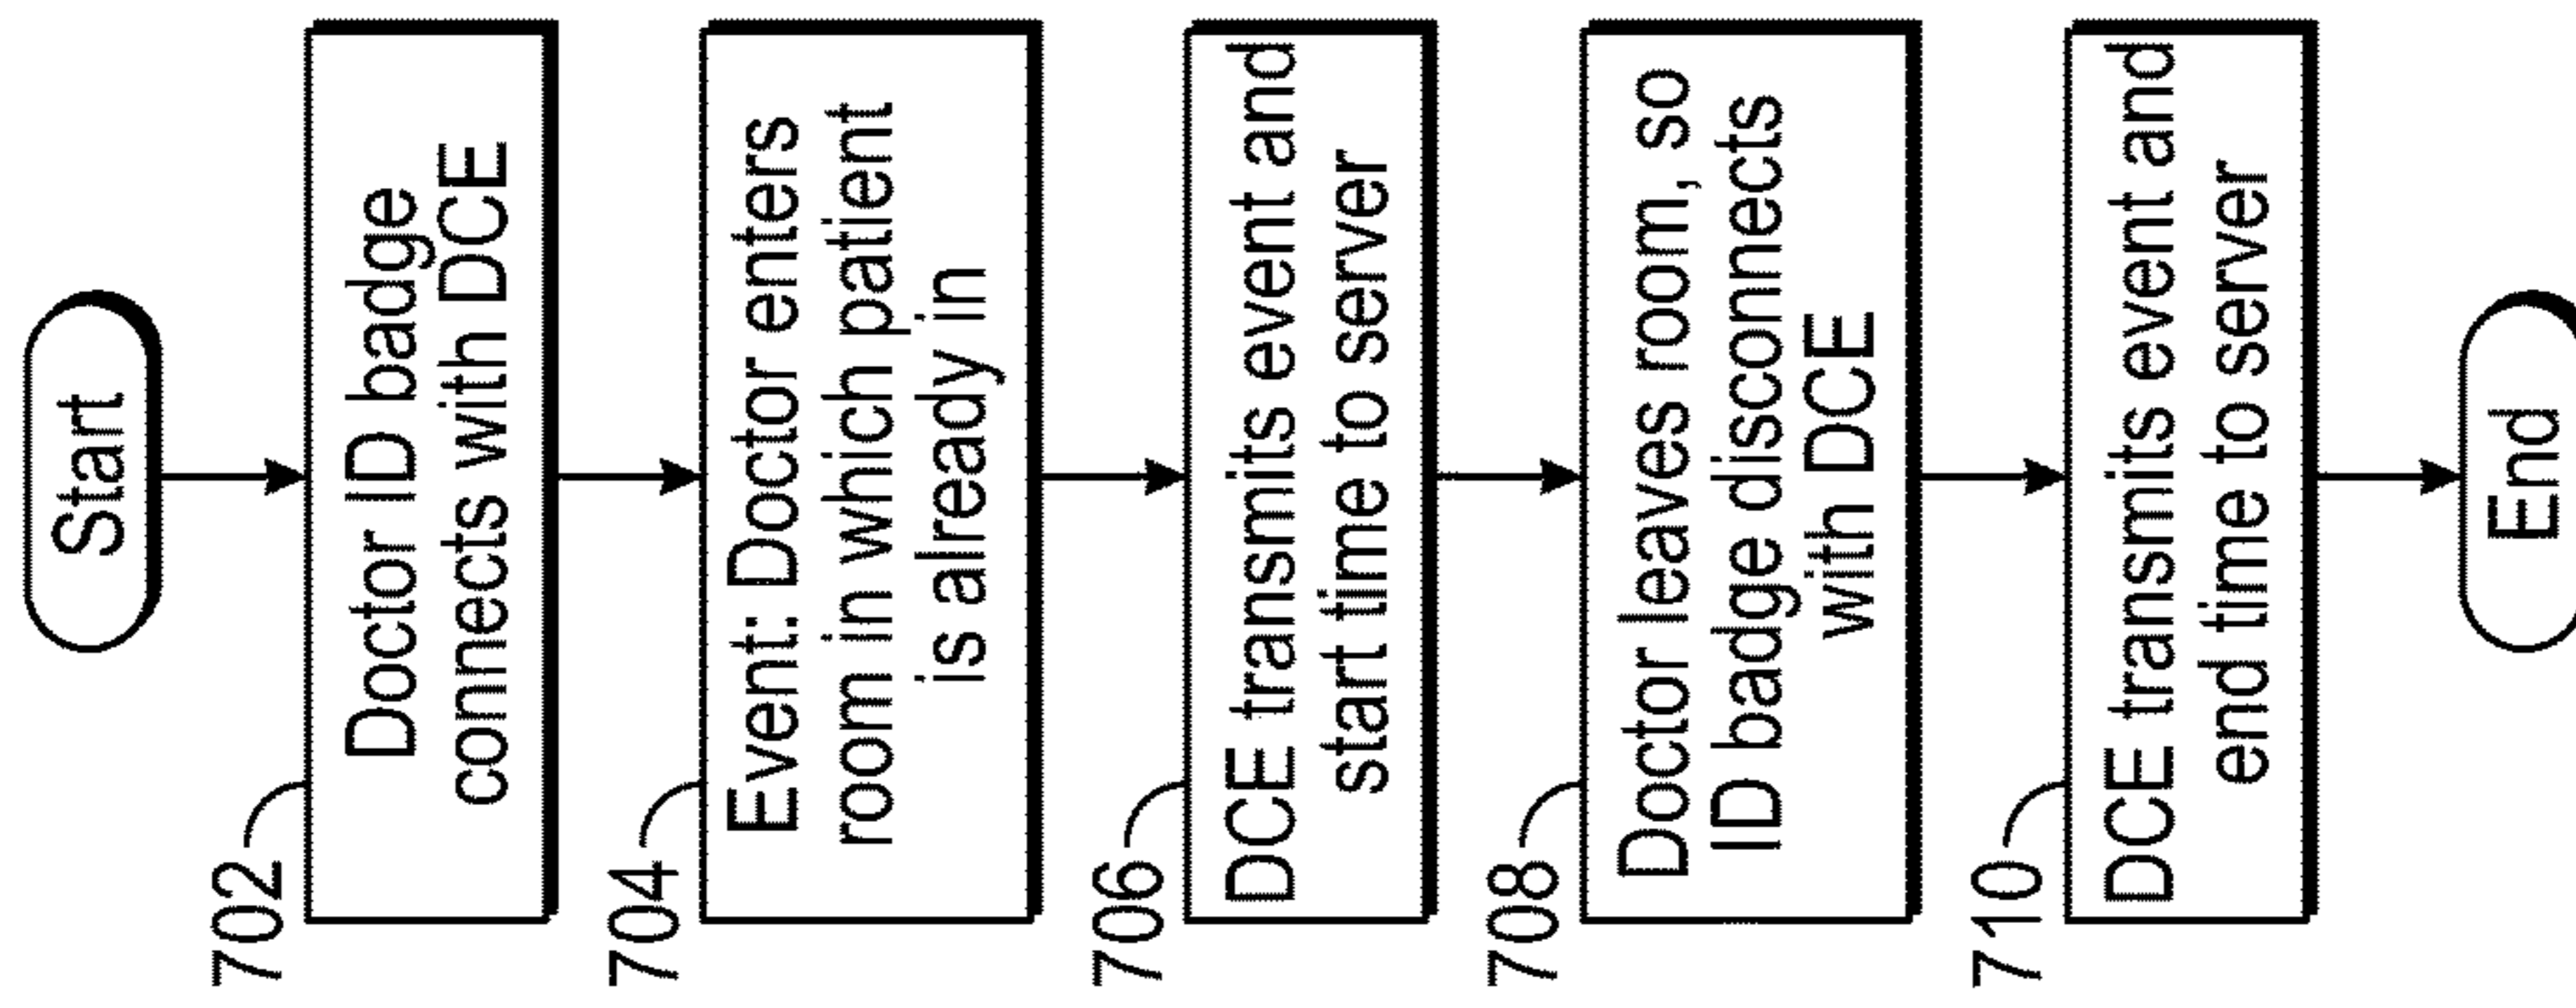 Start
702
Doctor ID badge
connects with DCE
704
Event: Doctor enters
room in which patient
is already in
706
DCE transmits event and
start time to server
708
Doctor leaves room, so
ID badge disconnects
with DCE
710
DCE transmits event and
end time to server
End